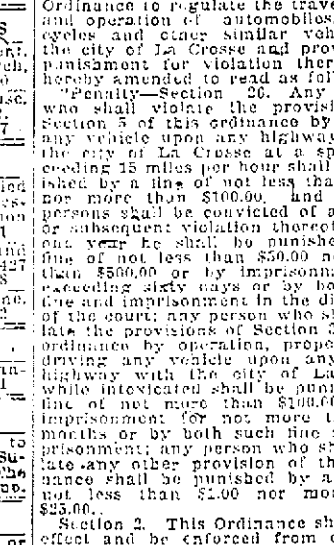 Ordinance to regulate the trave
and operation of automobiles
cycles and other similar veh
the city of La Crosse and pro
punishment for violation ther
hereby amended to read as fol
"Penalty—Section 26. Any
who shall violate the provisi
Section 5 of this ordinance by
any vehicle upon any highway
the city of La Crosse at a sp
ceeding 15 miles per hour shall
ished by a fine of not less tha
nor more than $100.00, and
persons shall be convicted of a
or subsequent violation thereof
one year he shall be punishe
fine of not less than $50.00 no
than $500.00 or by imprisonm
exceeding sixty days or by bo
fine and imprisonment in the di
of the court; any person who s
late the provisions of Section
ordinance by operation, prope
driving any vehicle upon any
highway with the city of La
while intoxicated shall be pun
fine of not more than $100.00
imprisonment for not more t
months or by both such fine
prisonment; any person who sh
late any other provision of th
nance shall be punished by a
not less than $1.00 nor mo
$25.00.
Section 2. This Ordinance sh
effect and be enforced from